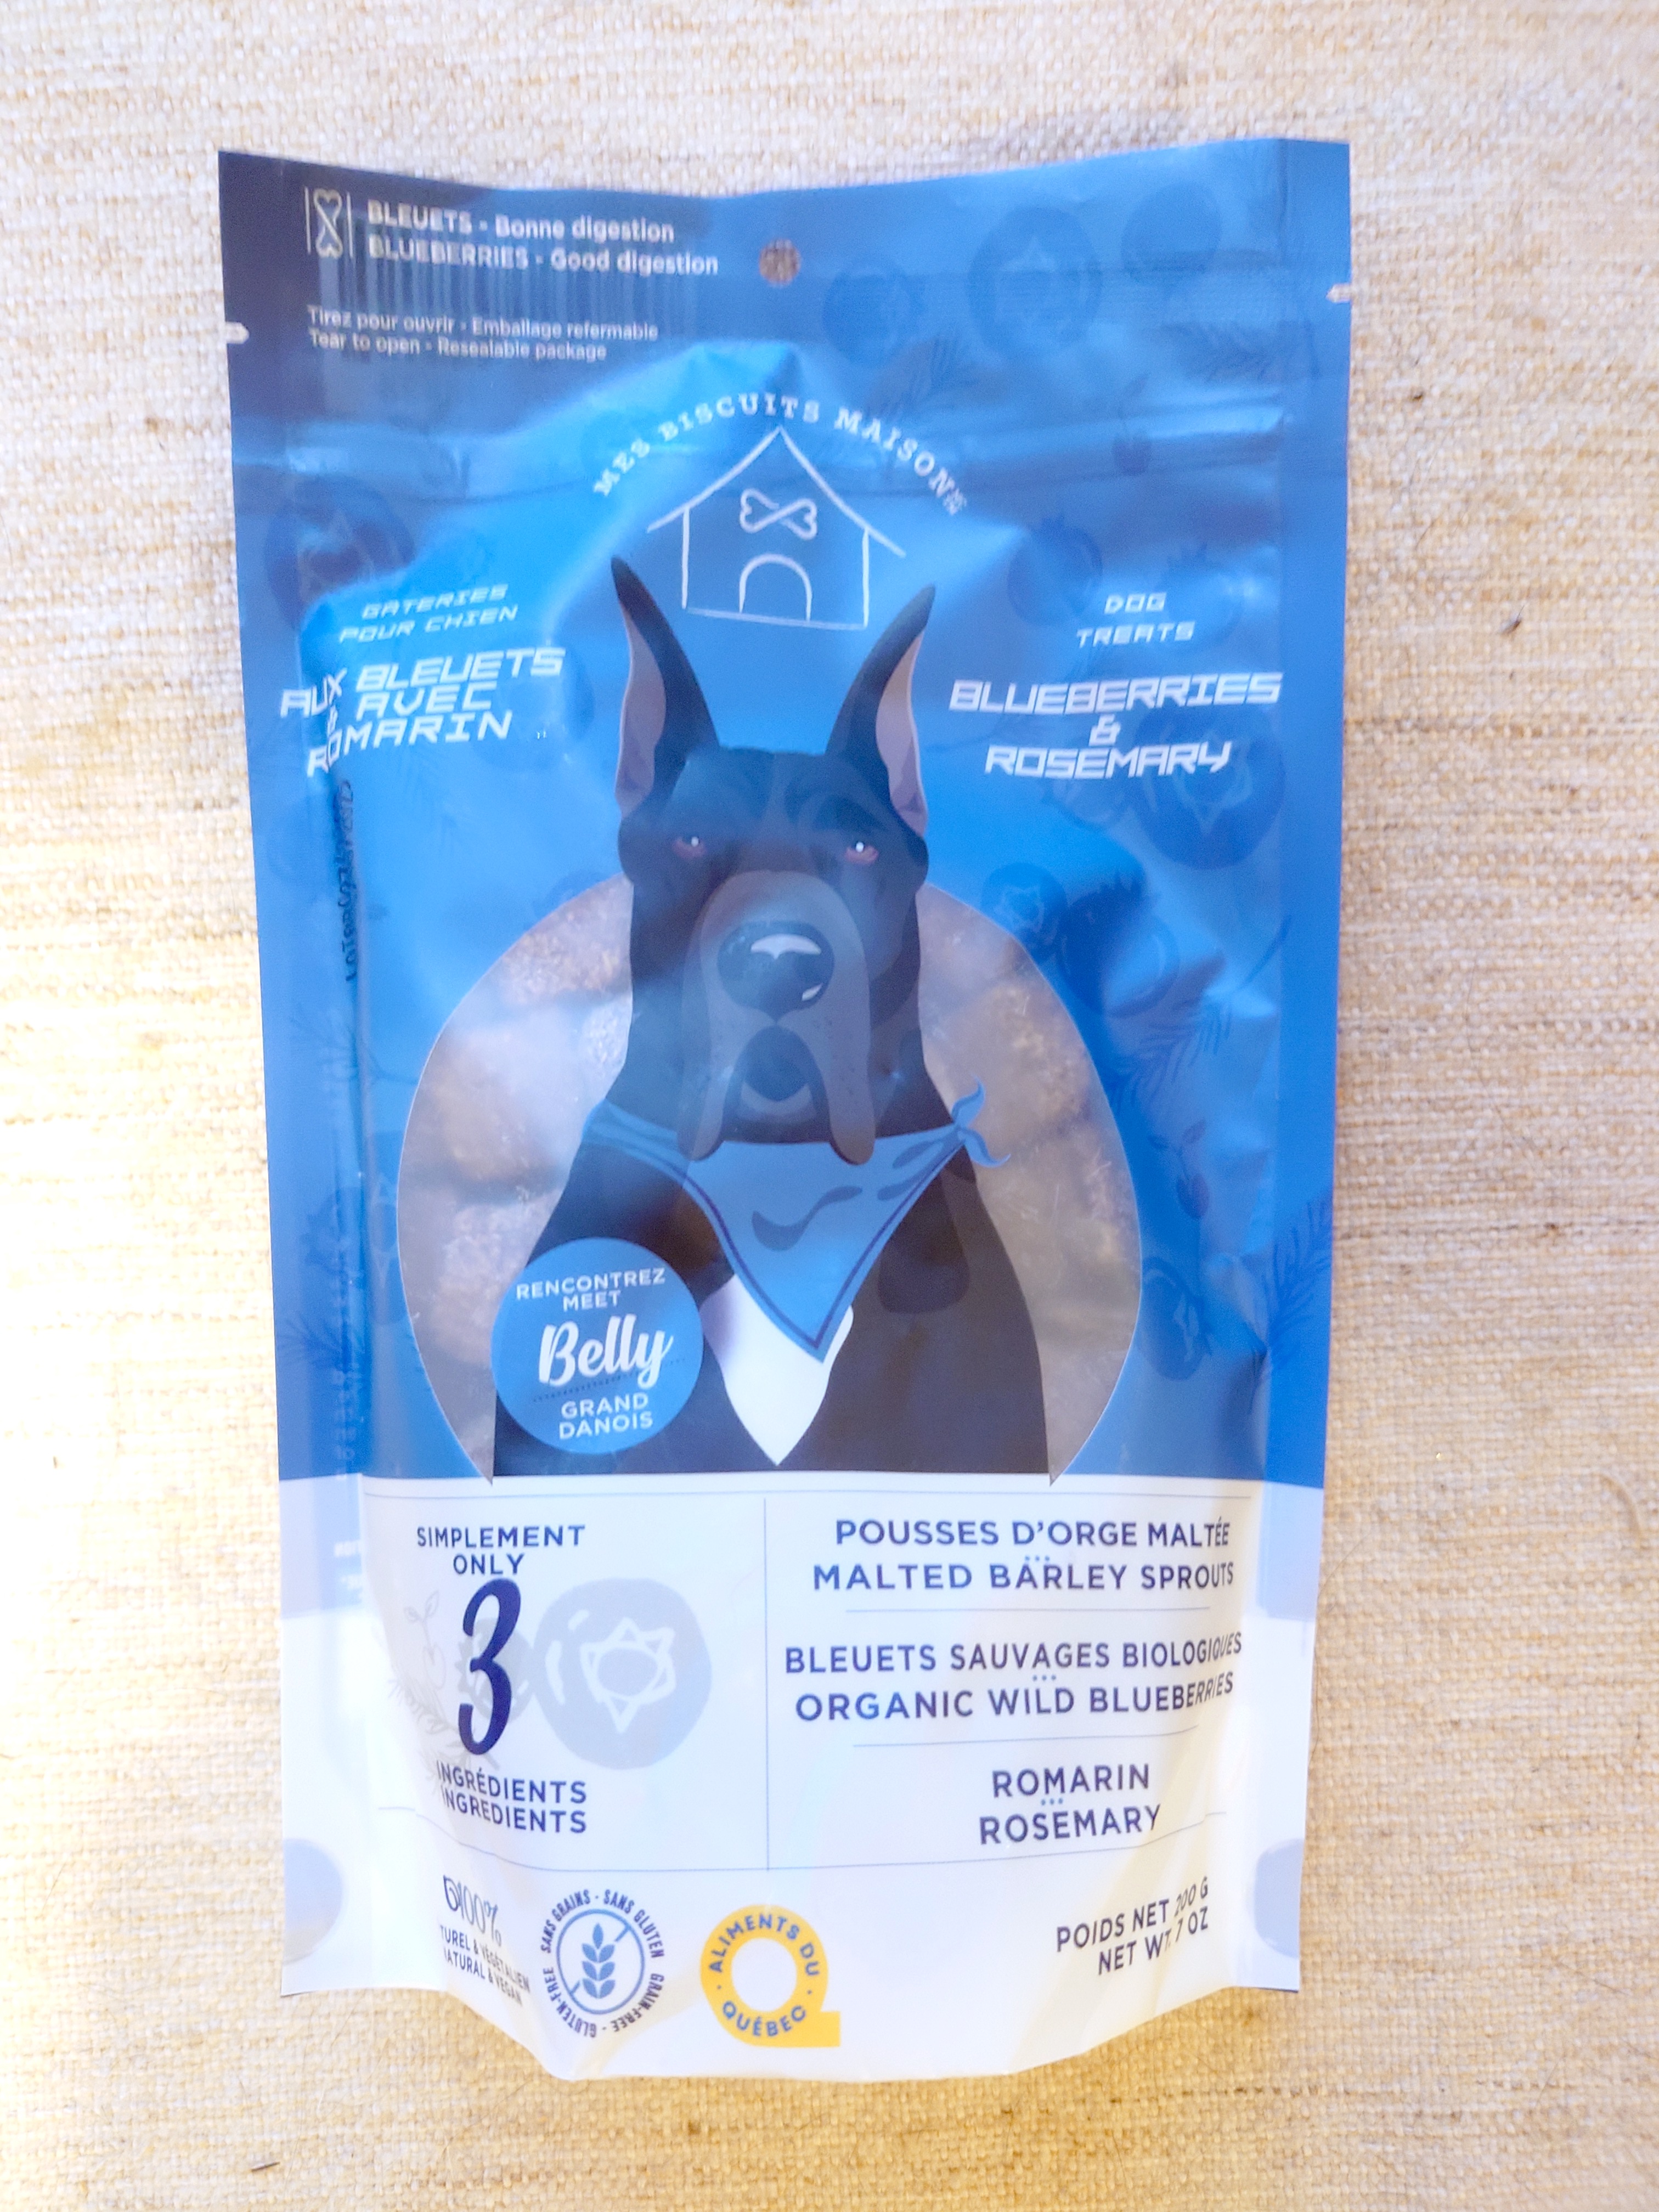 BLEUETS - Bonne digestion
BLUEBERRIES - Good digestion
Tirez pour ouvrir - Emballage refermable
Tear to open - Resealable package
MES BISCUITS MAISON
GÂTERIES
POUR CHIEN
AUX BLEUETS
& AVEC
ROMARIN
DOG
TREATS
BLUEBERRIES
&
ROSEMARY
RENCONTREZ
MEET
Belly
GRAND
DANOIS
SIMPLEMENT
ONLY
3
INGRÉDIENTS
INGREDIENTS
POUSSES D'ORGE MALTÉE
MALTED BARLEY SPROUTS
BLEUETS SAUVAGES BIOLOGIQUES
ORGANIC WILD BLUEBERRIES
ROMARIN
ROSEMARY
100%
TUREL & VÉGÉTALIEN
NATURAL & VEGAN
SANS GRAINS - SANS GLUTEN
GRAIN-FREE - GLUTEN-FREE
ALIMENTS DU
QUÉBEC
POIDS NET 200 G
NET WT. 7 OZ